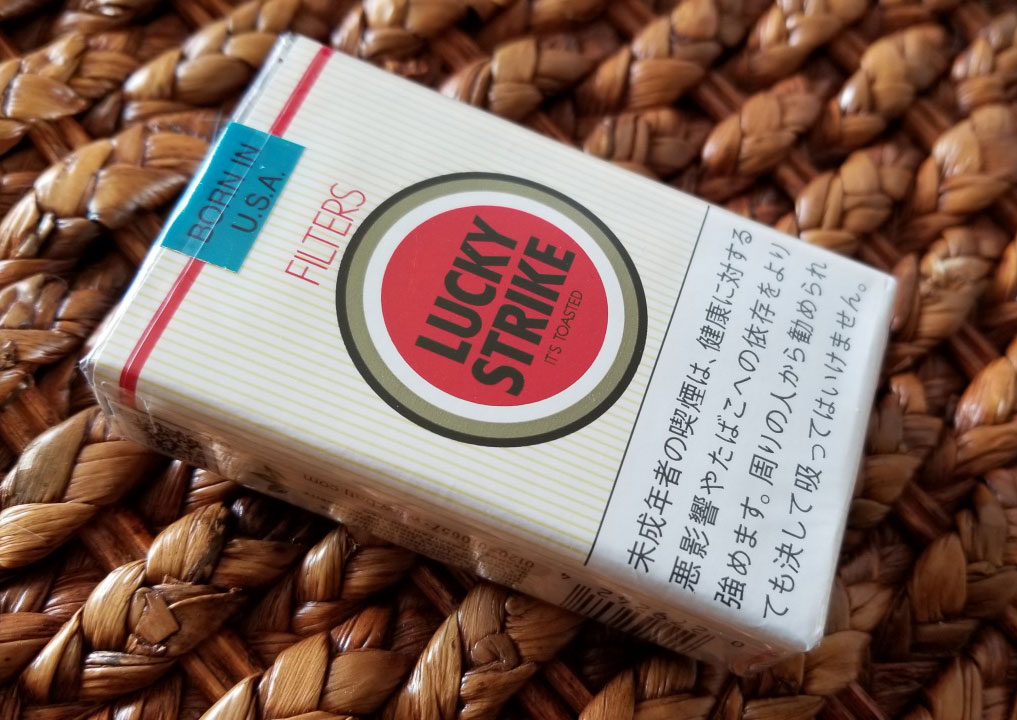 BORN IN
U.S.A.
FILTERS
LUCKY
STRIKE
IT'S TOASTED
未成年者の喫煙は、健康に対する
悪影響やたばこへの依存をより
強めます。周りの人から勧められ
ても決して吸ってはいけません。